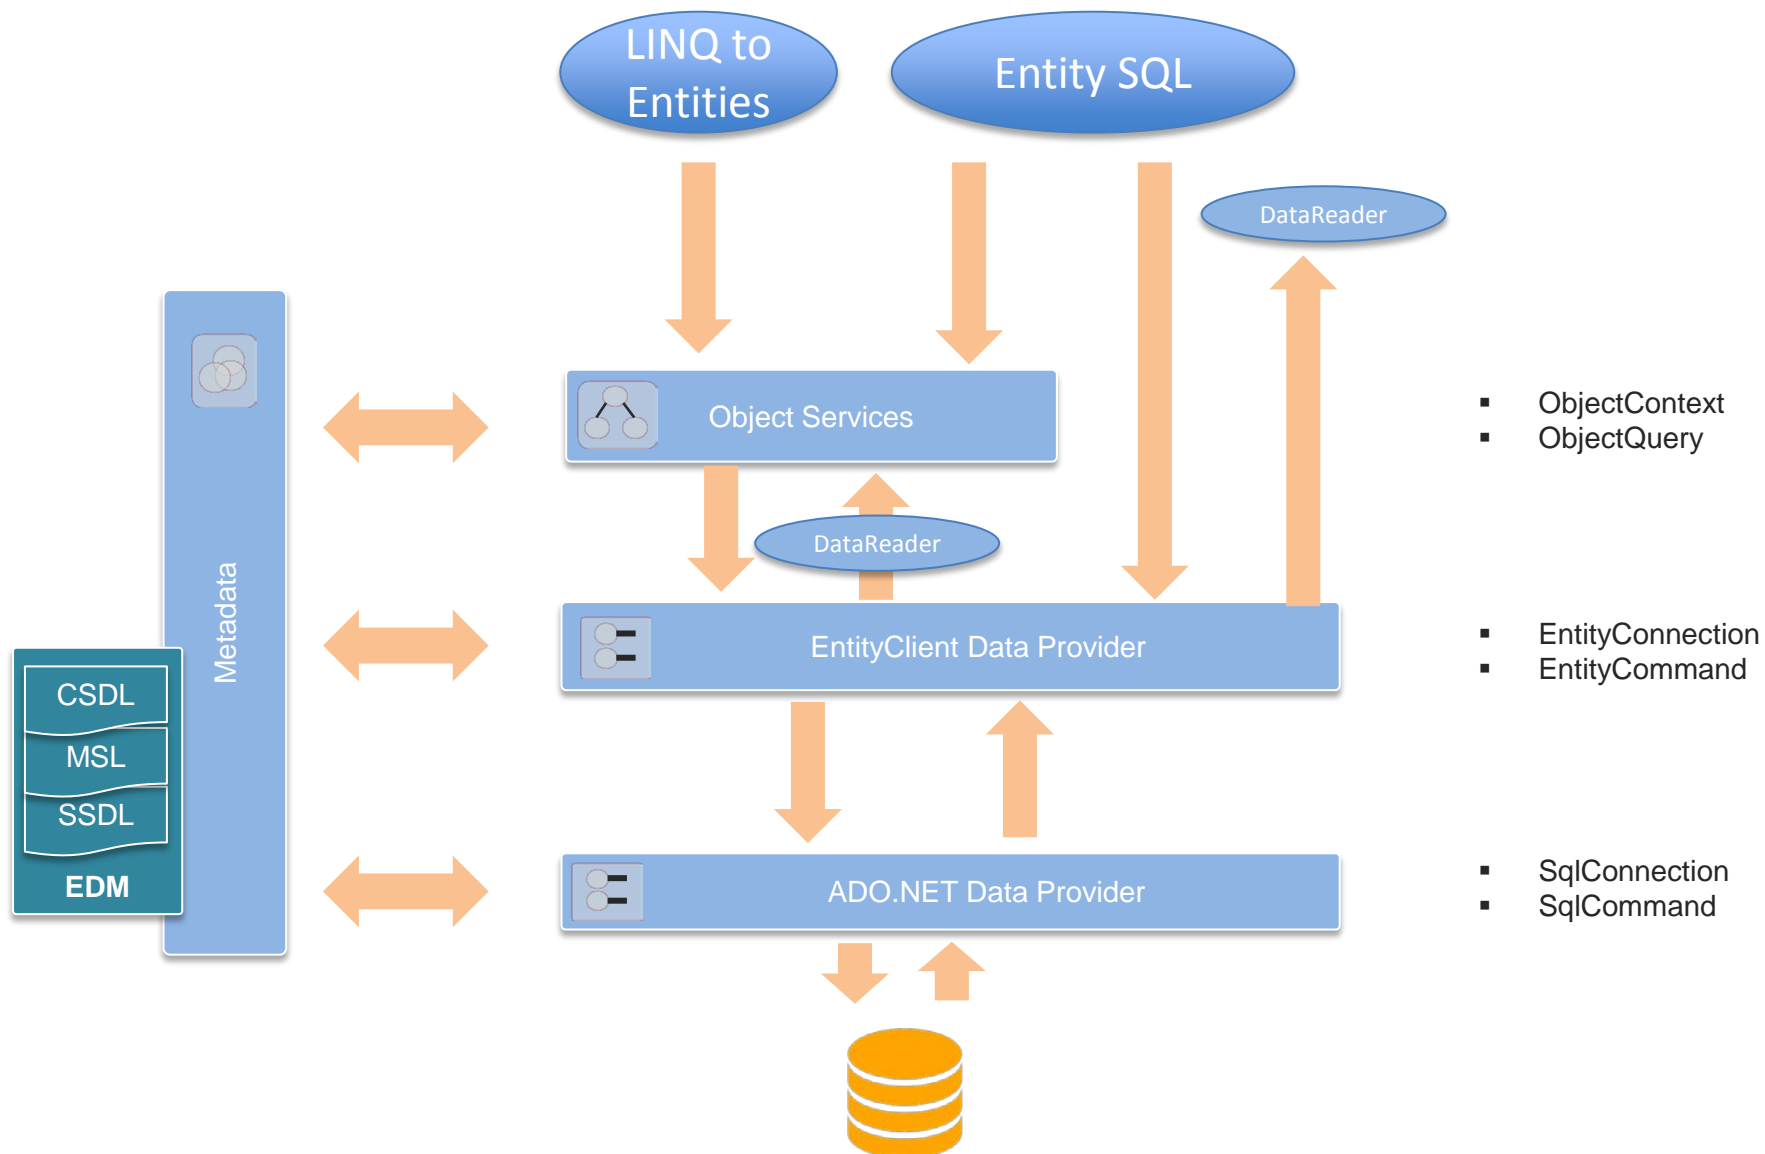 LINQ to
Entities
Entity SQL
DataReader
Object Services
▪ ObjectContext
▪ ObjectQuery
DataReader
Metadata
EntityClient Data Provider
▪ EntityConnection
▪ EntityCommand
CSDL
MSL
SSDL
EDM
ADO.NET Data Provider
▪ SqlConnection
▪ SqlCommand